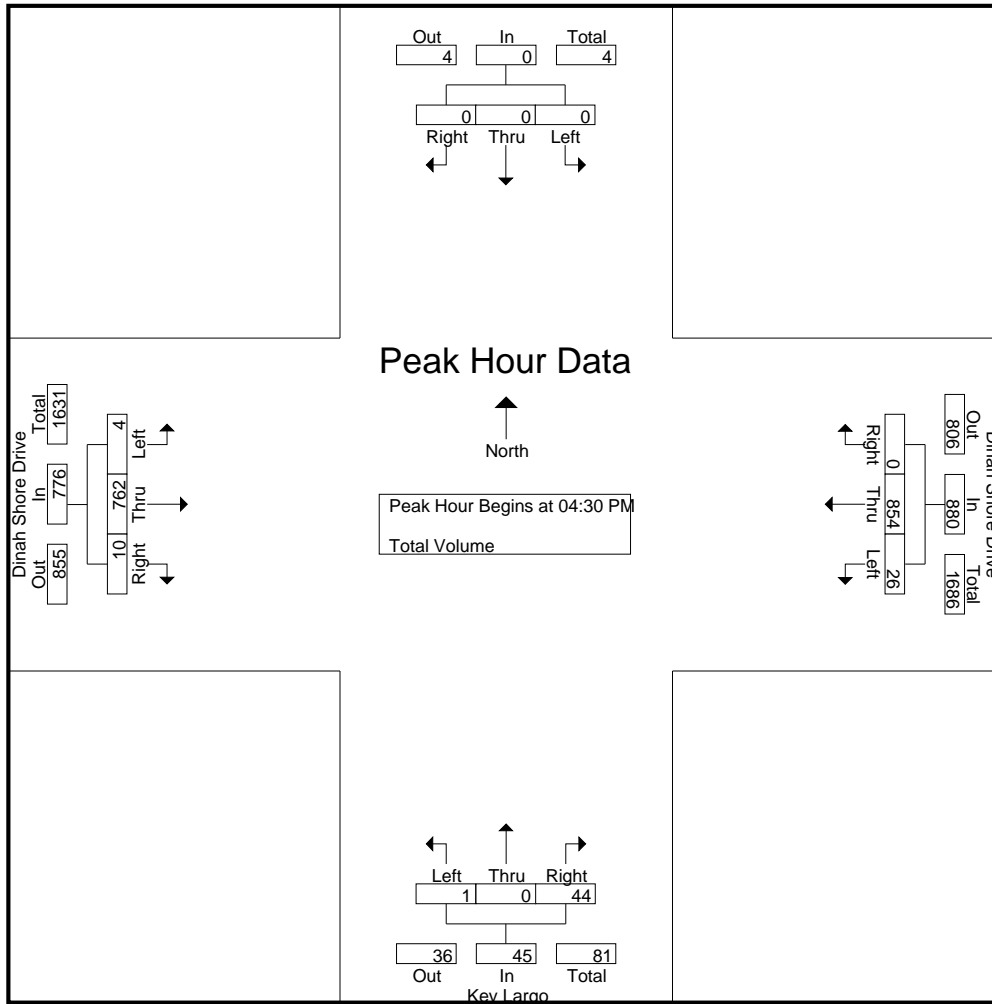 Out In Total
4 0 4
0 0 0
Right Thru Left
Peak Hour Data
North
Peak Hour Begins at 04:30 PM
Total Volume
Dinah Shore Drive
Out In Total
855 776 1631
10 762 4
Right Thru Left
Dinah Shore Drive
Out In Total
806 880 1686
0 854 26
Right Thru Left
Left Thru Right
1 0 44
36 45 81
Out In Total
Key Largo